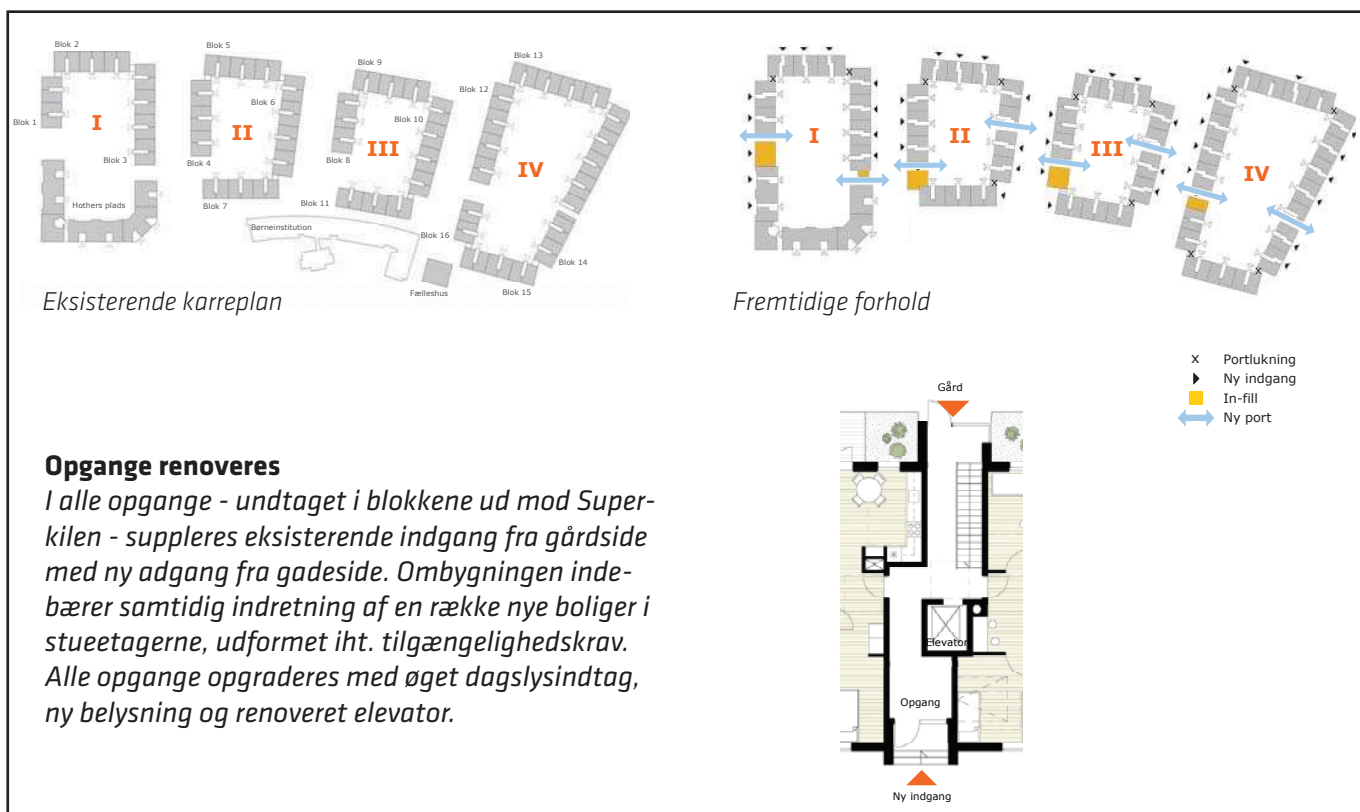 Blok 2
Blok 5
Blok 9
Blok 13
Blok 12
Blok 6
Blok 10
Blok 1
I
II
III
IV
Blok 3
Blok 4
Blok 8
Hothers plads
Blok 7
Blok 11
Børneinstitution
Blok 16
Blok 14
Fælleshus
Blok 15
Eksisterende karreplan
x
x
x
x
x
x
x
x
I
II
III
IV
x
x
x
x
Fremtidige forhold
x Portlukning
Ny indgang
In-fill
Ny port
Opgange renoveres
I alle opgange - undtaget i blokkene ud mod Super-
kilen - suppleres eksisterende indgang fra gårdside
med ny adgang fra gadeside. Ombygningen inde-
bærer samtidig indretning af en række nye boliger i
stueetagerne, udformet iht. tilgængelighedskrav.
Alle opgange opgraderes med øget dagslysindtag,
ny belysning og renoveret elevator.
Gård
Elevator
Opgang
Ny indgang